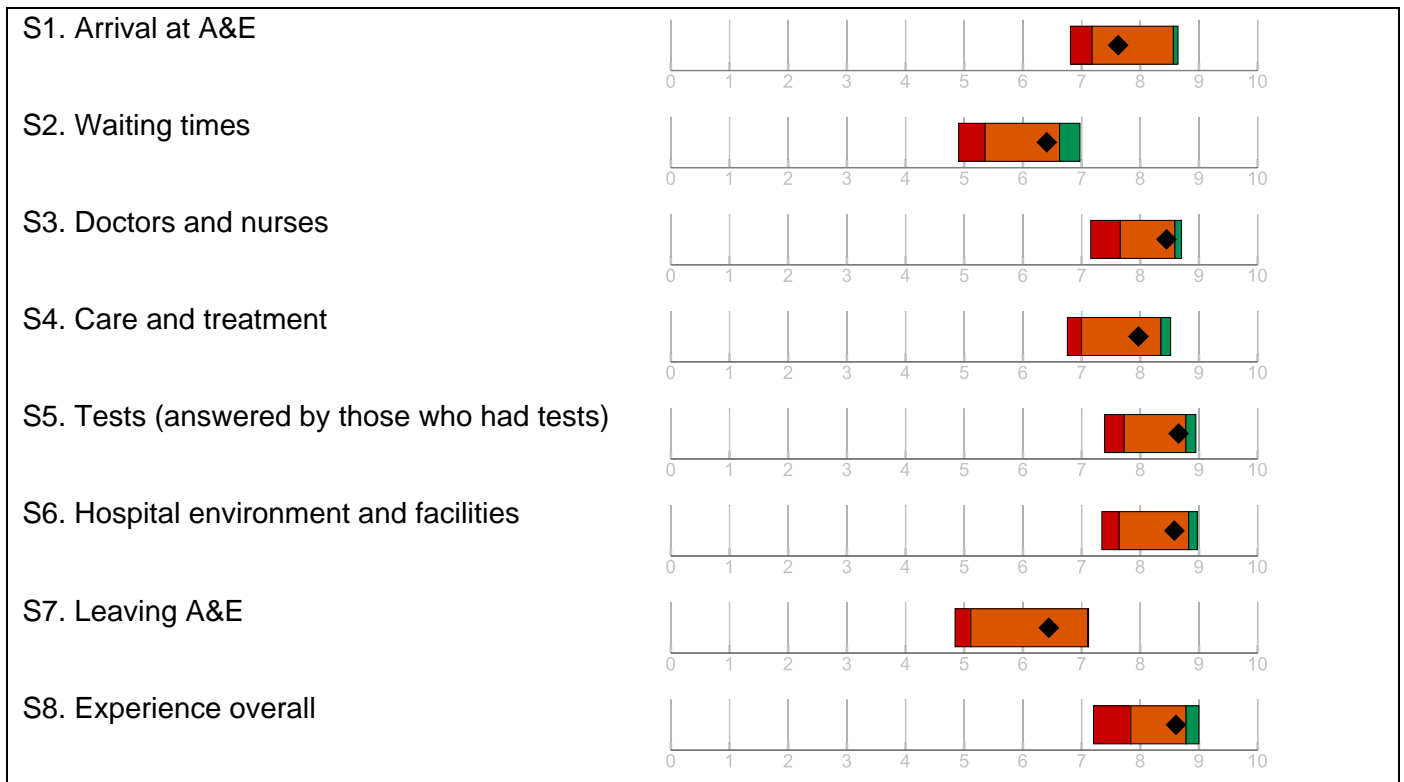 S1. Arrival at A&E
0 1 2 3 4 5 6 7 8 9 10
S2. Waiting times
0 1 2 3 4 5 6 7 8 9 10
S3. Doctors and nurses
0 1 2 3 4 5 6 7 8 9 10
S4. Care and treatment
0 1 2 3 4 5 6 7 8 9 10
S5. Tests (answered by those who had tests)
0 1 2 3 4 5 6 7 8 9 10
S6. Hospital environment and facilities
0 1 2 3 4 5 6 7 8 9 10
S7. Leaving A&E
0 1 2 3 4 5 6 7 8 9 10
S8. Experience overall
0 1 2 3 4 5 6 7 8 9 10